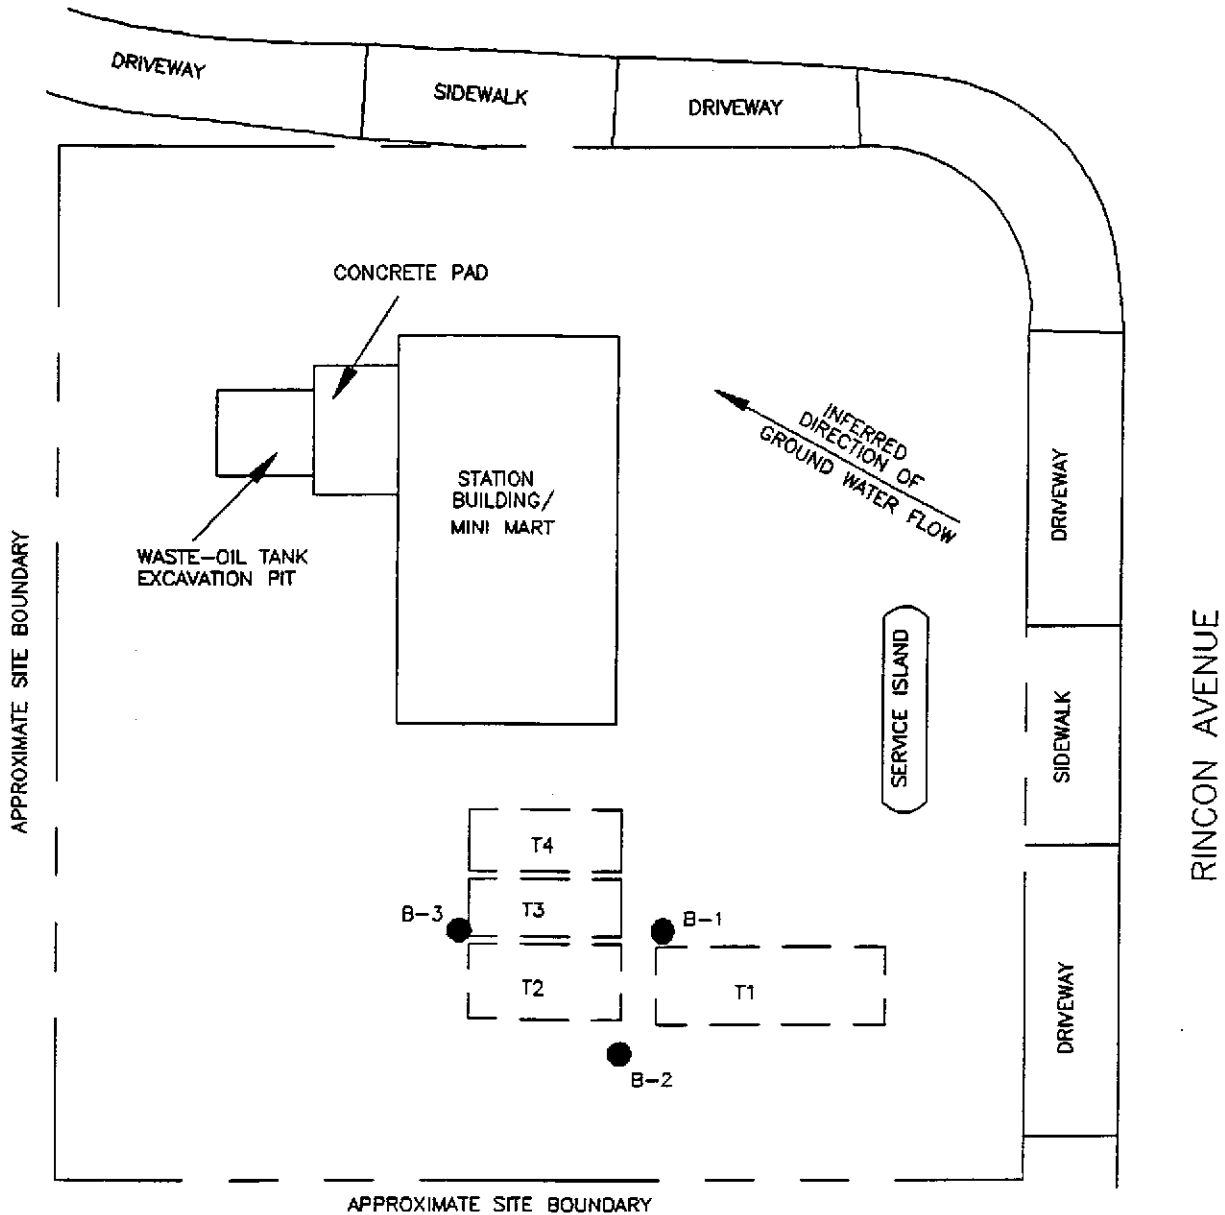 DRIVEWAY
SIDEWALK
DRIVEWAY
CONCRETE PAD
INFERRED
DIRECTION OF
GROUND WATER FLOW
STATION
BUILDING/
MINI MART
WASTE-OIL TANK
EXCAVATION PIT
DRIVEWAY
APPROXIMATE SITE BOUNDARY
SERVICE ISLAND
SIDEWALK
RINCON AVENUE
T4
T3
B-3
B-1
T2
T1
DRIVEWAY
B-2
APPROXIMATE SITE BOUNDARY